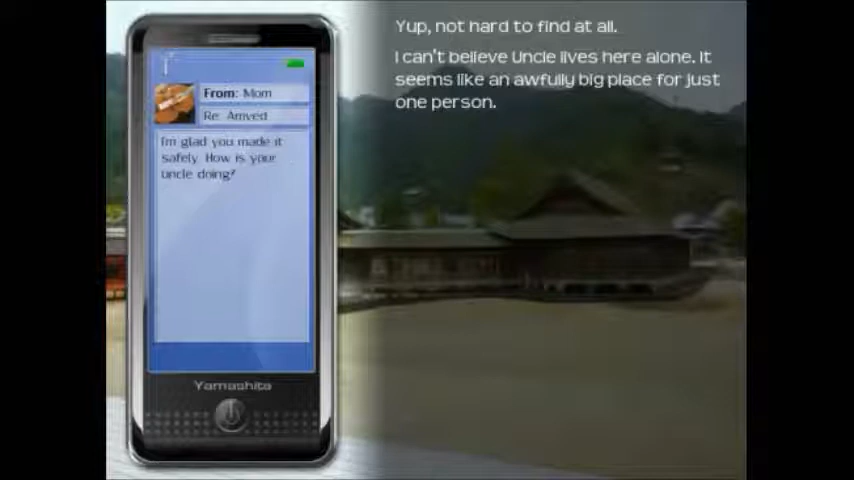 Yup, not hard to find at all.
I can't believe Uncle lives here alone. It
seems like an awfully big place for just
one person.
From: Mom
Re: Arrived
I'm glad you made it
safely. How is your
uncle doing?
Yamashita